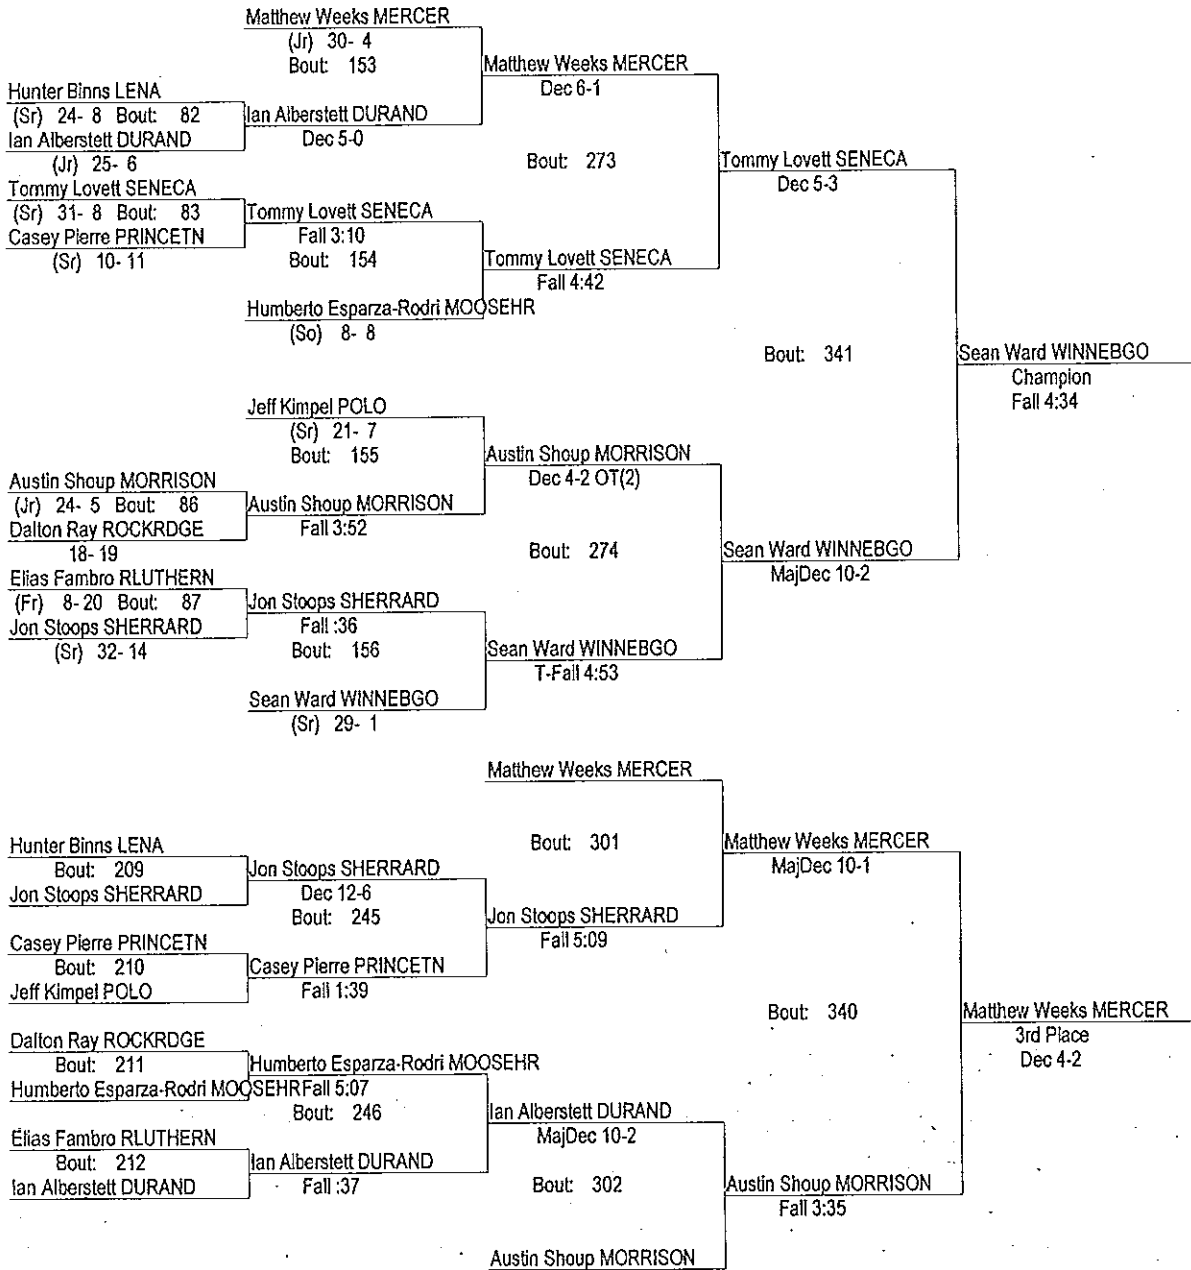 Matthew Weeks MERCER
(Jr) 30- 4
Bout: 153
Matthew Weeks MERCER
Dec 6-1
Hunter Binns LENA
(Sr) 24- 8 Bout: 82
Ian Alberstett DURAND
Dec 5-0
Ian Alberstett DURAND
(Jr) 25- 6
Bout: 273
Tommy Lovett SENECA
Dec 5-3
Tommy Lovett SENECA
(Sr) 31- 8 Bout: 83
Tommy Lovett SENECA
Fall 3:10
Casey Pierre PRINCETN
(Sr) 10- 11
Bout: 154
Tommy Lovett SENECA
Fall 4:42
Humberto Esparza-Rodri MOOSEHR
(So) 8- 8
Bout: 341
Sean Ward WINNEBGO
Champion
Fall 4:34
Jeff Kimpel POLO
(Sr) 21- 7
Bout: 155
Austin Shoup MORRISON
Dec 4-2 OT(2)
Austin Shoup MORRISON
(Jr) 24- 5 Bout: 86
Austin Shoup MORRISON
Fall 3:52
Dalton Ray ROCKRDGE
18- 19
Bout: 274
Sean Ward WINNEBGO
MajDec 10-2
Elias Fambro RLUTHERN
(Fr) 8- 20 Bout: 87
Jon Stoops SHERRARD
Fall :36
Jon Stoops SHERRARD
(Sr) 32- 14
Bout: 156
Sean Ward WINNEBGO
T-Fall 4:53
Sean Ward WINNEBGO
(Sr) 29- 1
Matthew Weeks MERCER
Bout: 301
Matthew Weeks MERCER
MajDec 10-1
Hunter Binns LENA
Bout: 209
Jon Stoops SHERRARD
Dec 12-6
Jon Stoops SHERRARD
Bout: 245
Jon Stoops SHERRARD
Fall 5:09
Casey Pierre PRINCETN
Bout: 210
Casey Pierre PRINCETN
Fall 1:39
Jeff Kimpel POLO
Bout: 340
Matthew Weeks MERCER
3rd Place
Dec 4-2
Dalton Ray ROCKRDGE
Bout: 211
Humberto Esparza-Rodri MOOSEHR
Humberto Esparza-Rodri MOOSEHR Fall 5:07
Bout: 246
Ian Alberstett DURAND
MajDec 10-2
Elias Fambro RLUTHERN
Bout: 212
Ian Alberstett DURAND
Fall :37
Ian Alberstett DURAND
Bout: 302
Austin Shoup MORRISON
Fall 3:35
Austin Shoup MORRISON